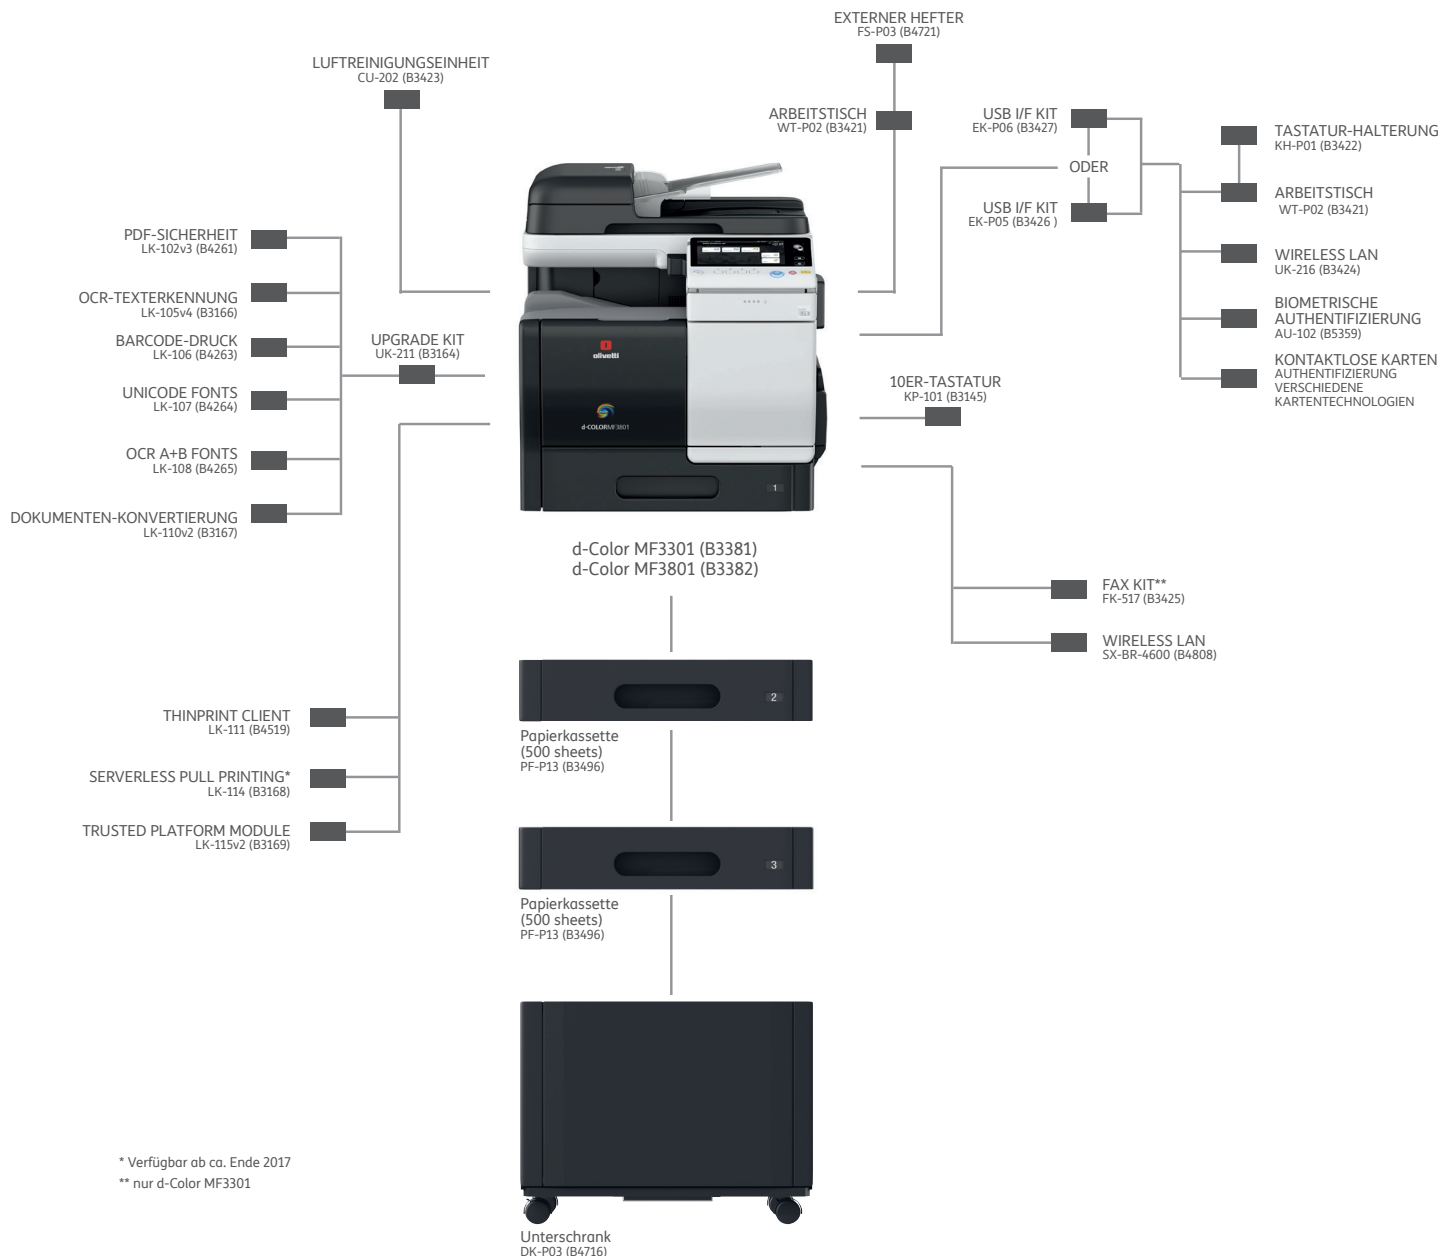 EXTERNER HEFTER
FS-P03 (B4721)
LUFTREINIGUNGSEINHEIT
CU-202 (B3423)
ARBEITSTISCH
WT-P02 (B3421)
USB I/F KIT
EK-P06 (B3427)
ODER
USB I/F KIT
EK-P05 (B3426 )
TASTATUR-HALTERUNG
KH-P01 (B3422)
ARBEITSTISCH
WT-P02 (B3421)
WIRELESS LAN
UK-216 (B3424)
BIOMETRISCHE
AUTHENTIFIZIERUNG
AU-102 (B5359)
KONTAKTLOSE KARTEN
AUTHENTIFIZIERUNG
VERSCHIEDENE
KARTENTECHNOLOGIEN
PDF-SICHERHEIT
LK-102v3 (B4261)
OCR-TEXTERKENNUNG
LK-105v4 (B3166)
BARCODE-DRUCK
LK-106 (B4263)
UNICODE FONTS
LK-107 (B4264)
OCR A+B FONTS
LK-108 (B4265)
DOKUMENTEN-KONVERTIERUNG
LK-110v2 (B3167)
UPGRADE KIT
UK-211 (B3164)
olivetti
d-COLORMF3801
1
10ER-TASTATUR
KP-101 (B3145)
d-Color MF3301 (B3381)
d-Color MF3801 (B3382)
FAX KIT**
FK-517 (B3425)
WIRELESS LAN
SX-BR-4600 (B4808)
THINPRINT CLIENT
LK-111 (B4519)
SERVERLESS PULL PRINTING*
LK-114 (B3168)
TRUSTED PLATFORM MODULE
LK-115v2 (B3169)
2
Papierkassette
(500 sheets)
PF-P13 (B3496)
3
Papierkassette
(500 sheets)
PF-P13 (B3496)
Unterschrank
DK-P03 (B4716)
* Verfügbar ab ca. Ende 2017
** nur d-Color MF3301